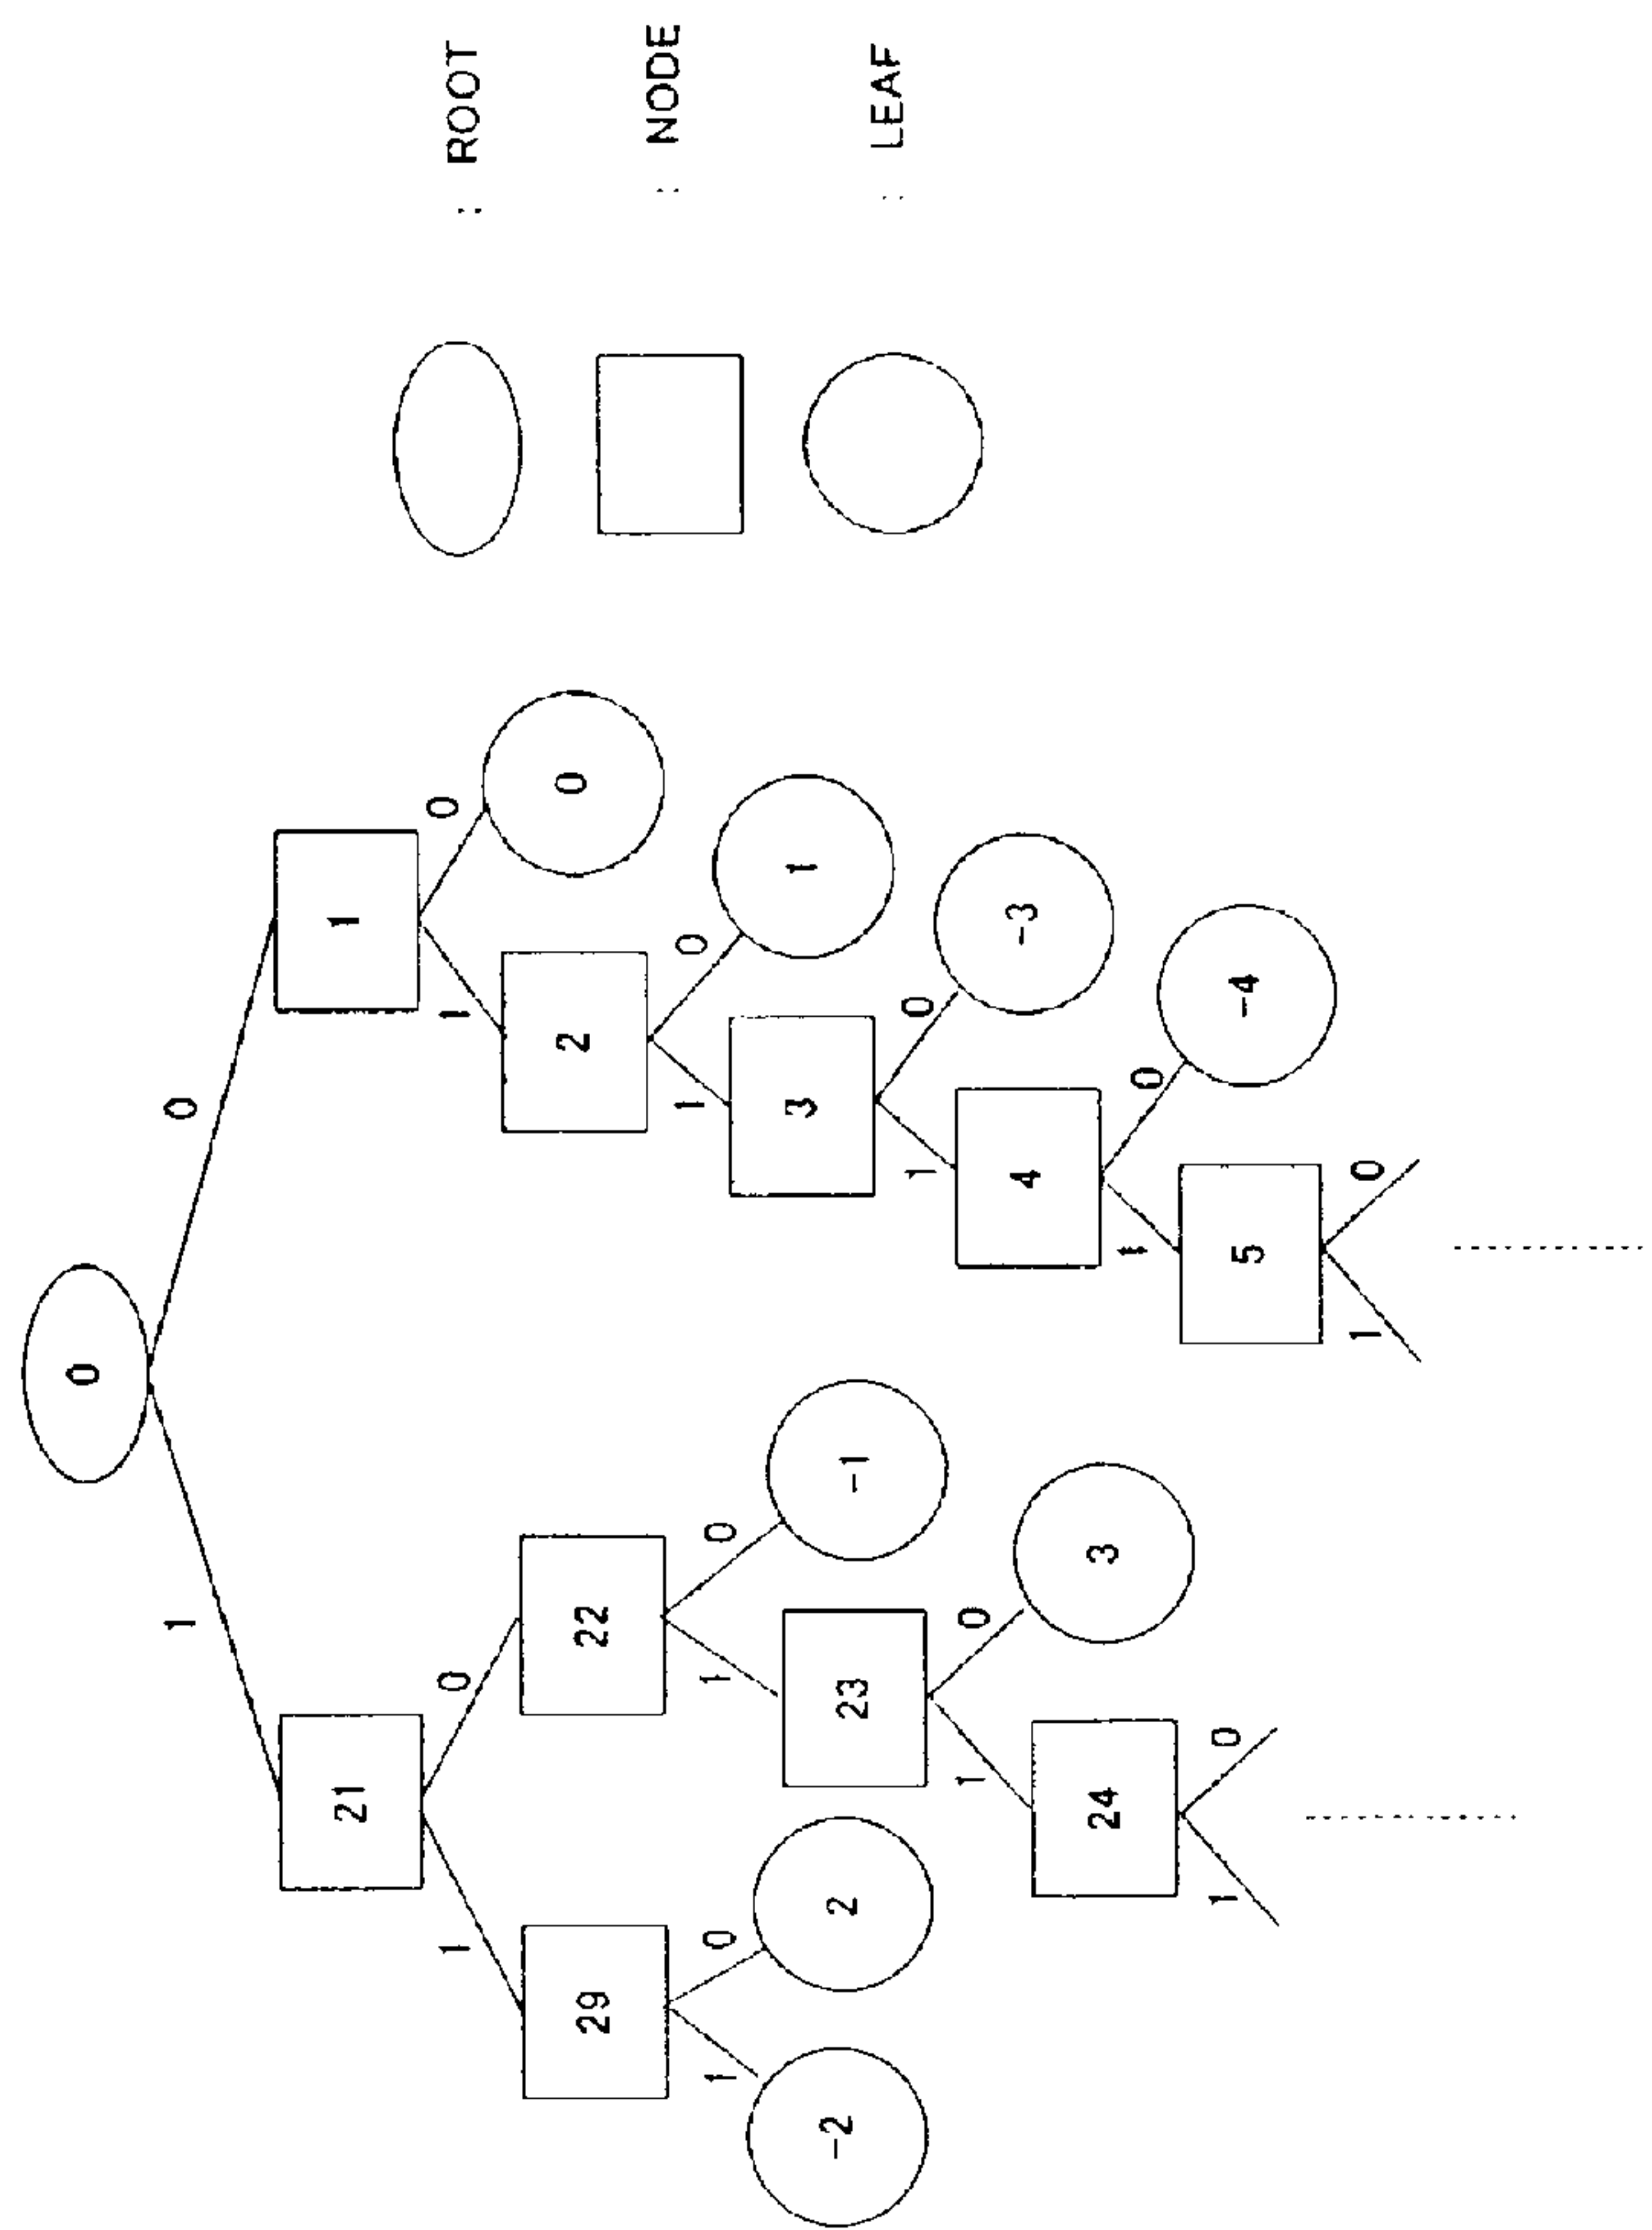 0
1 0
21 1
1 0 1 0
: ROOT
29 22 2 0
: NODE
1 0 1 0 1 0
-2 2 23 -1 3 1
: LEAF
1 0 1 0
24 3 4 -3
1 0 1 0
5 -4
1 0